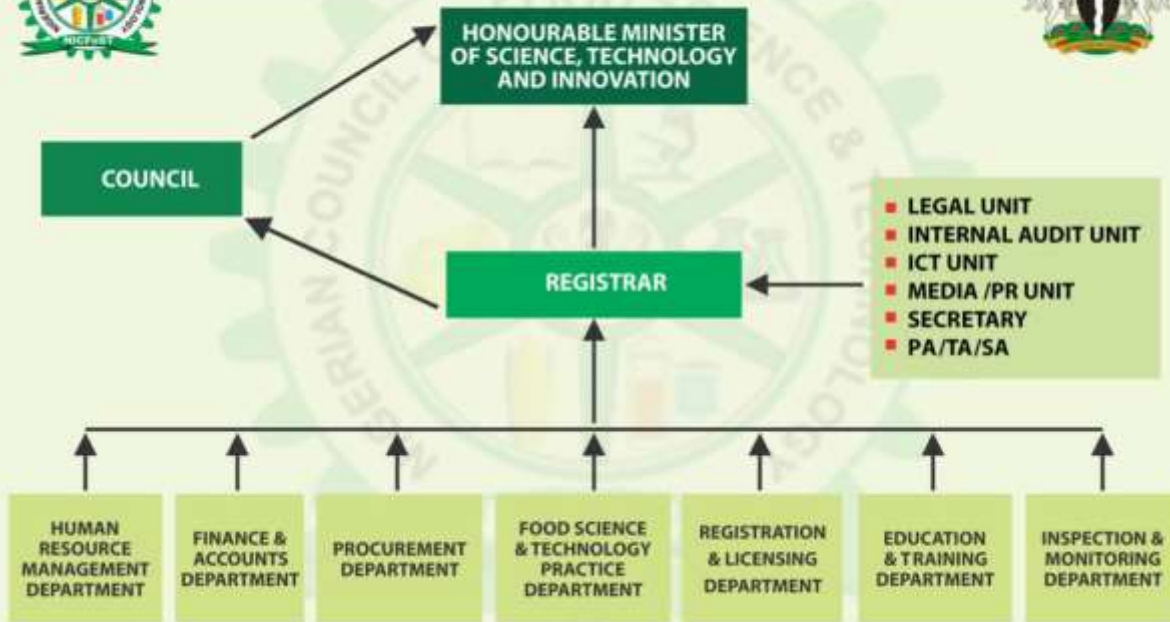 NICFoST
HONOURABLE MINISTER
OF SCIENCE, TECHNOLOGY
AND INNOVATION
COUNCIL
REGISTRAR
LEGAL UNIT
INTERNAL AUDIT UNIT
ICT UNIT
MEDIA /PR UNIT
SECRETARY
PA/TA/SA
HUMAN
RESOURCE
MANAGEMENT
DEPARTMENT
FINANCE &
ACCOUNTS
DEPARTMENT
PROCUREMENT
DEPARTMENT
FOOD SCIENCE
& TECHNOLOGY
PRACTICE
DEPARTMENT
REGISTRATION
& LICENSING
DEPARTMENT
EDUCATION
& TRAINING
DEPARTMENT
INSPECTION &
MONITORING
DEPARTMENT